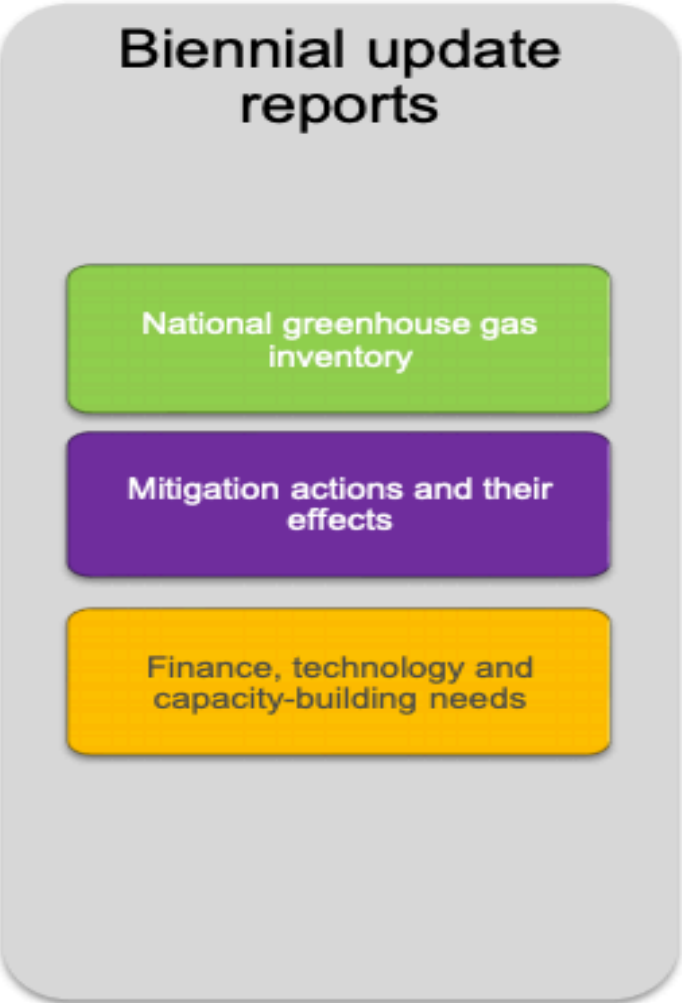 Biennial update
reports
National greenhouse gas
inventory
Mitigation actions and their
effects
Finance, technology and
capacity-building needs